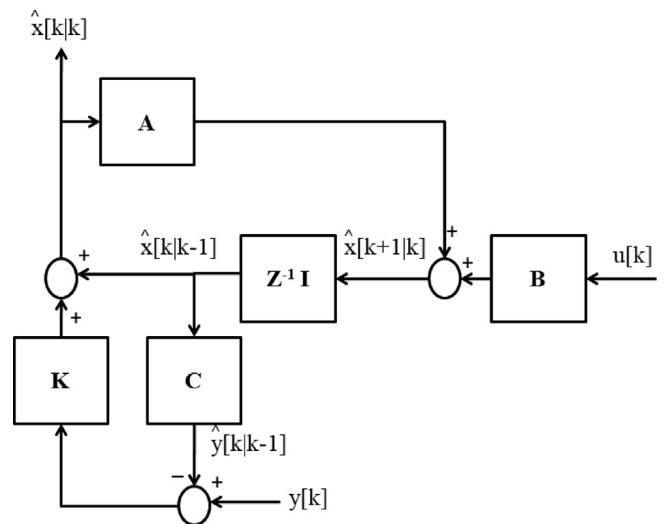 x̂[k|k]
A
+
x̂[k|k-1]
x̂[k+1|k]
+
+
+
Z⁻¹ I
B
u[k]
+
K
C
ŷ[k|k-1]
−
+
y[k]